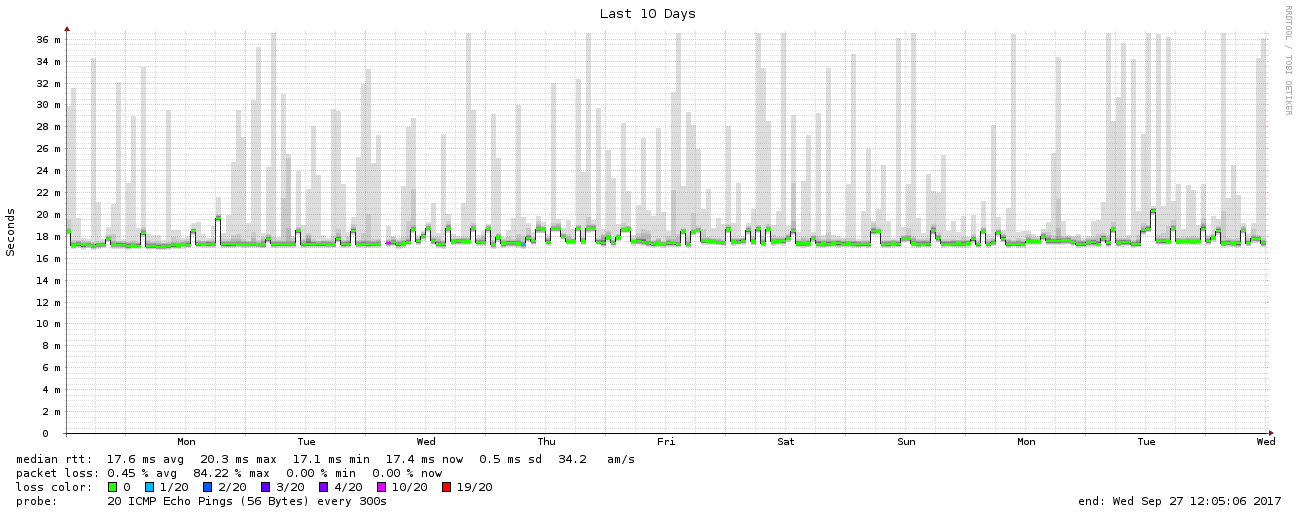 Last 10 Days
RRDTOOL / TOBI OETIKER
Seconds
36 m
34 m
32 m
30 m
28 m
26 m
24 m
22 m
20 m
18 m
16 m
14 m
12 m
10 m
8 m
6 m
4 m
2 m
0
Mon Tue Wed Thu Fri Sat Sun Mon Tue Wed
median rtt: 17.6 ms avg 20.3 ms max 17.1 ms min 17.4 ms now 0.5 ms sd 34.2 am/s
packet loss: 0.45 % avg 84.22 % max 0.00 % min 0.00 % now
loss color: 0 1/20 2/20 3/20 4/20 10/20 19/20
probe: 20 ICMP Echo Pings (56 Bytes) every 300s end: Wed Sep 27 12:05:06 2017